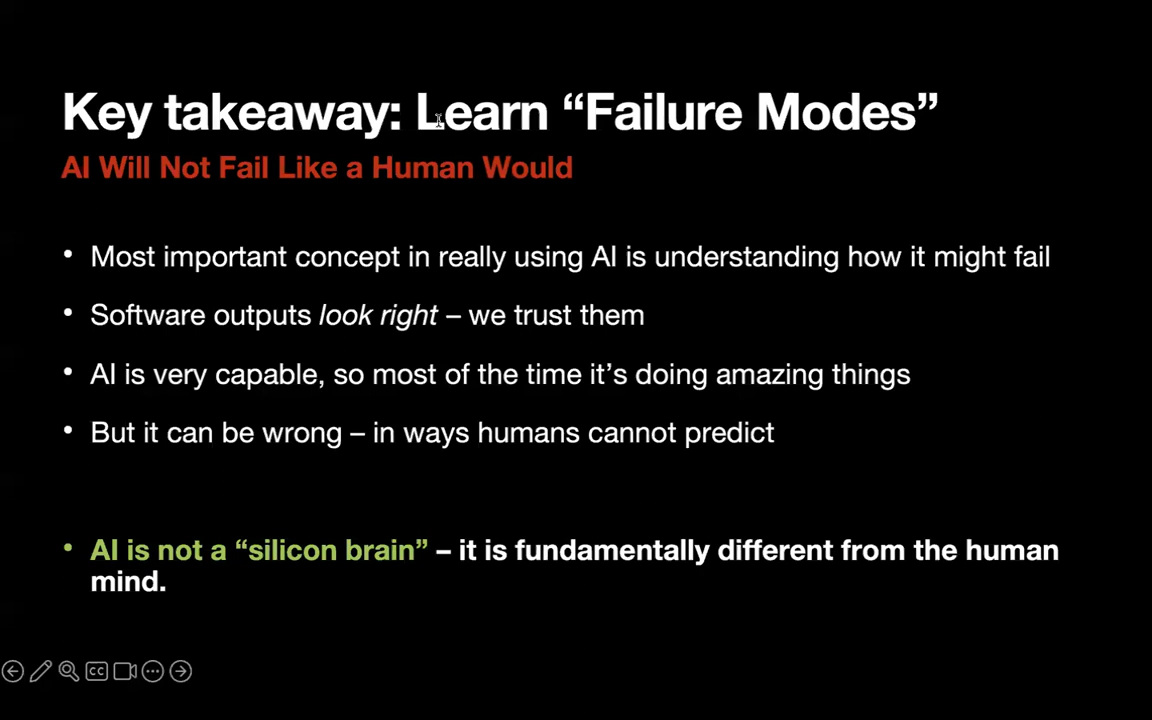 Key takeaway: Learn “Failure Modes”
AI Will Not Fail Like a Human Would
• Most important concept in really using AI is understanding how it might fail
• Software outputs look right – we trust them
• AI is very capable, so most of the time it’s doing amazing things
• But it can be wrong – in ways humans cannot predict
• AI is not a “silicon brain” – it is fundamentally different from the human
mind.
CC